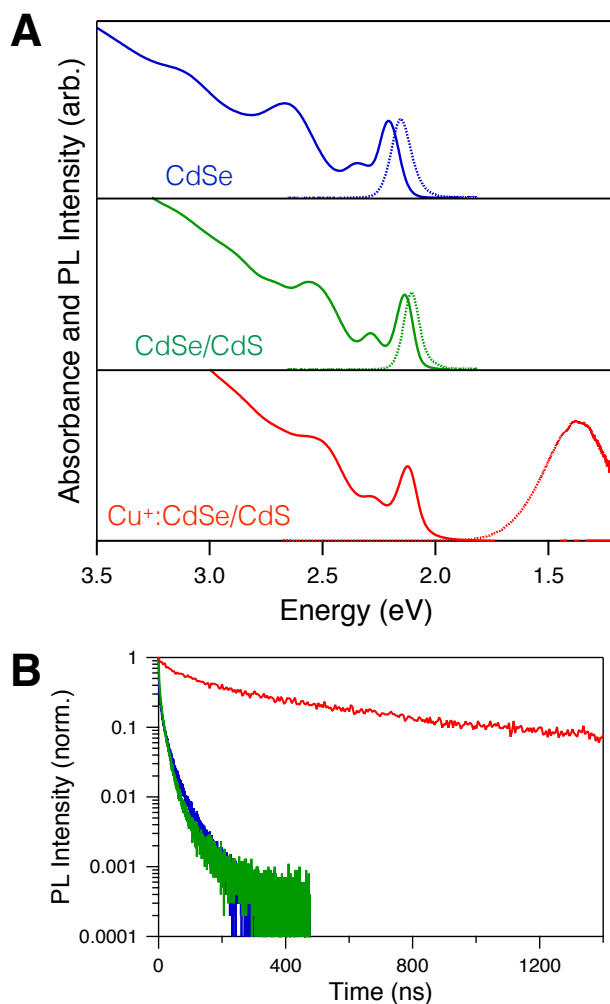 A
Absorbance and PL Intensity (arb.)
CdSe
CdSe/CdS
Cu⁺:CdSe/CdS
3.5 3.0 2.5 2.0 1.5
Energy (eV)
B
PL Intensity (norm.)
1
0.1
0.01
0.001
0.0001
0 400 800 1200
Time (ns)